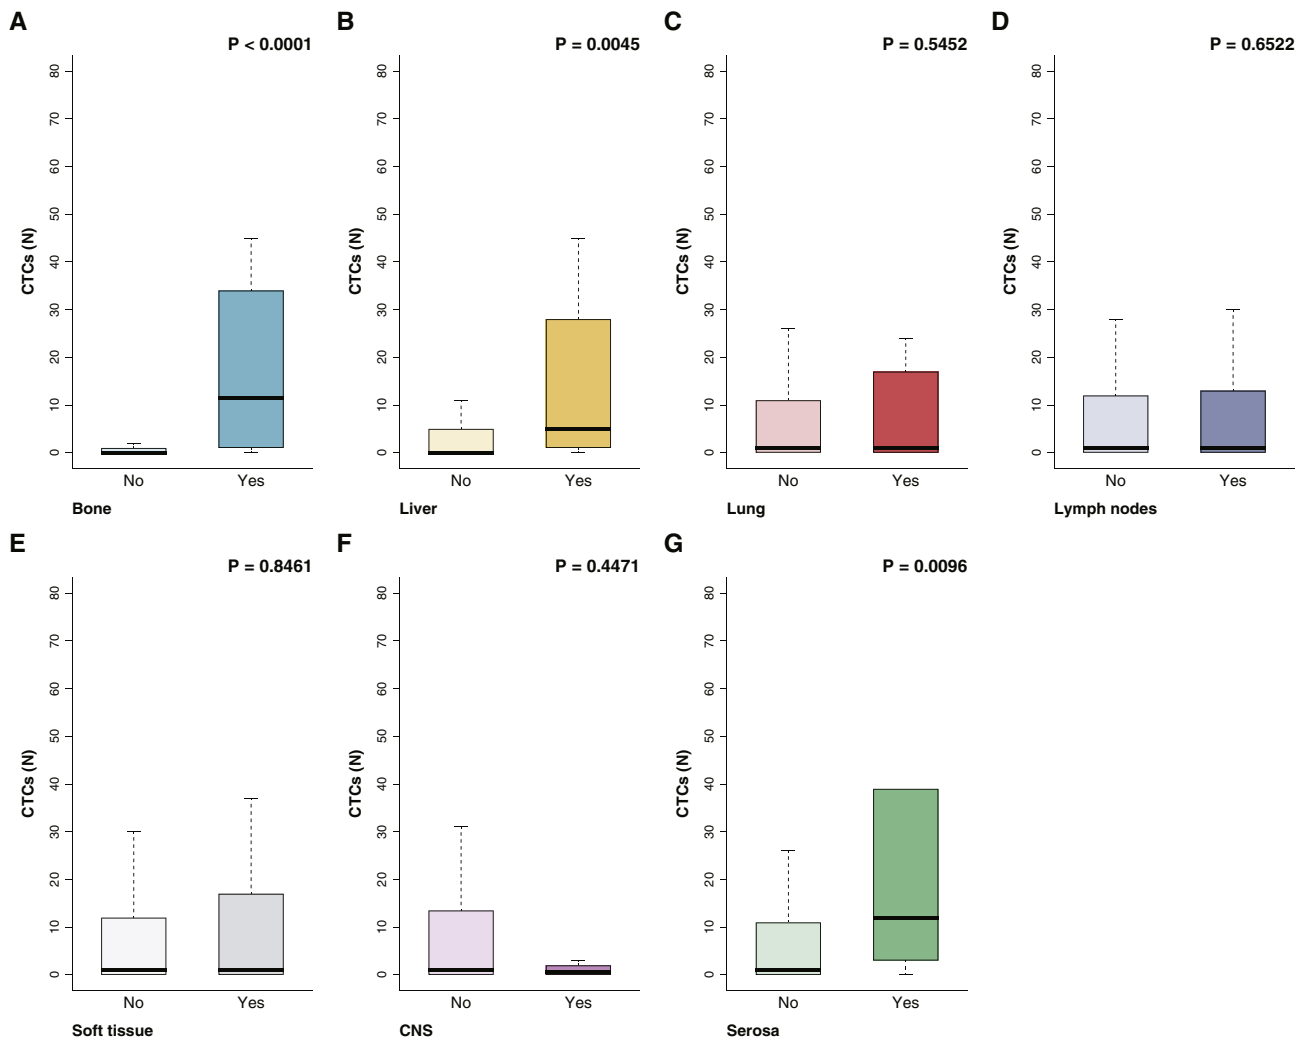 A
P < 0.0001
CTCs (N)
80
70
60
50
40
30
20
10
0
No Yes
Bone
B
P = 0.0045
CTCs (N)
80
70
60
50
40
30
20
10
0
No Yes
Liver
C
P = 0.5452
CTCs (N)
80
70
60
50
40
30
20
10
0
No Yes
Lung
D
P = 0.6522
CTCs (N)
80
70
60
50
40
30
20
10
0
No Yes
Lymph nodes
E
P = 0.8461
CTCs (N)
80
70
60
50
40
30
20
10
0
No Yes
Soft tissue
F
P = 0.4471
CTCs (N)
80
70
60
50
40
30
20
10
0
No Yes
CNS
G
P = 0.0096
CTCs (N)
80
70
60
50
40
30
20
10
0
No Yes
Serosa